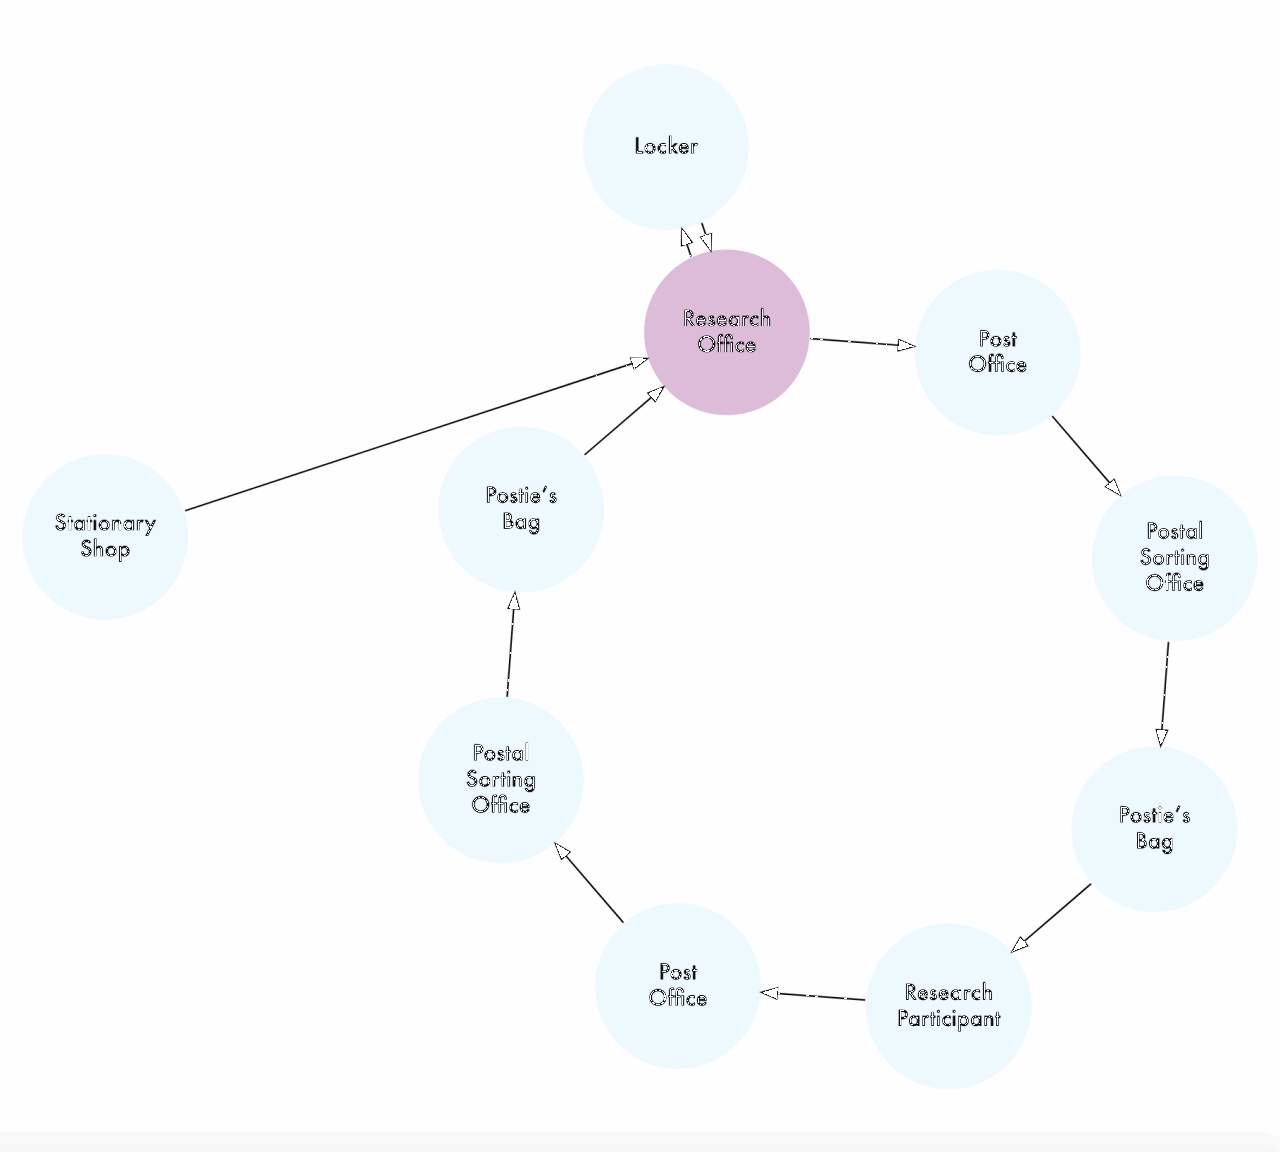 Locker
Research
Office
Post
Office
Postal
Sorting
Office
Postie's
Bag
Research
Participant
Post
Office
Postal
Sorting
Office
Postie's
Bag
Stationary
Shop